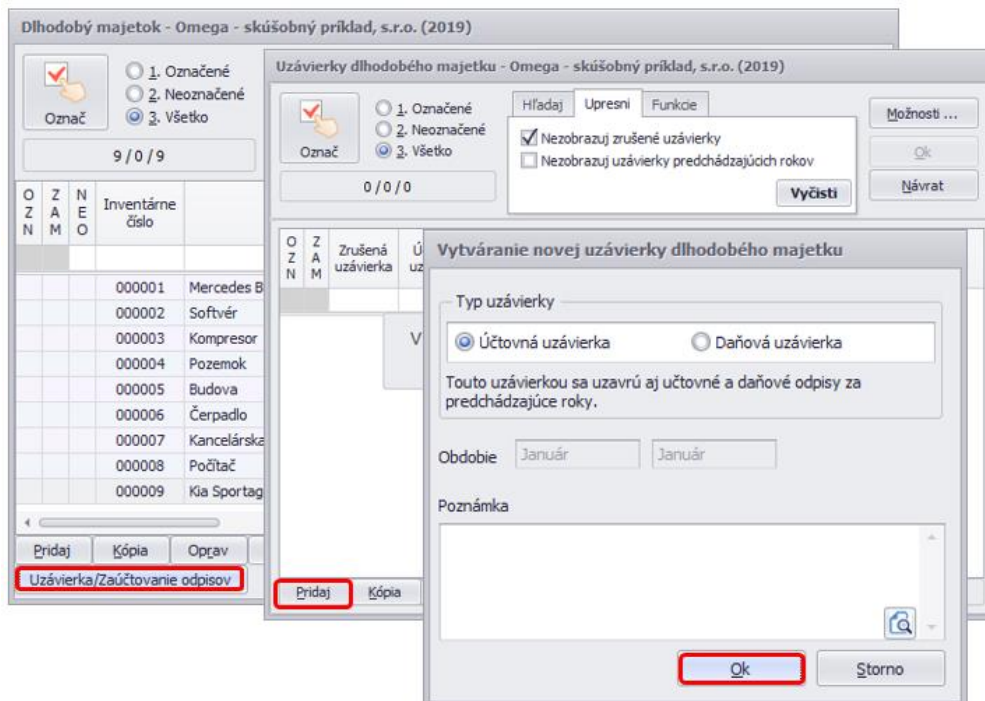 Dlhodobý majetok - Omega - skúšobný príklad, s.r.o. (2019)
Označ
1. Označené
2. Neoznačené
3. Všetko
9 / 0 / 9
O Z N
Z A M
N E O
Inventárne číslo
000001 Mercedes B
000002 Softvér
000003 Kompresor
000004 Pozemok
000005 Budova
000006 Čerpadlo
000007 Kancelárska
000008 Počítač
000009 Kia Sportag
Pridaj Kópia Oprav
Uzávierka/Zaúčtovanie odpisov
Uzávierky dlhodobého majetku - Omega - skúšobný príklad, s.r.o. (2019)
Označ
1. Označené
2. Neoznačené
3. Všetko
0 / 0 / 0
Hľadaj Upresni Funkcie
Nezobrazuj zrušené uzávierky
Nezobrazuj uzávierky predchádzajúcich rokov
Vyčisti
Možnosti ...
Ok
Návrat
O Z N
Z A M
Zrušená uzávierka
V
Pridaj Kópia
Vytváranie novej uzávierky dlhodobého majetku
Typ uzávierky
Účtovná uzávierka Daňová uzávierka
Touto uzávierkou sa uzavrú aj učtovné a daňové odpisy za
predchádzajúce roky.
Obdobie Január Január
Poznámka
Ok Storno